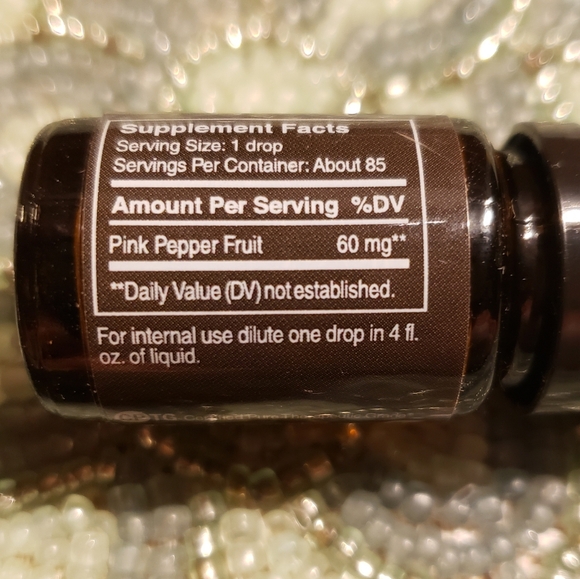 Supplement Facts
Serving Size: 1 drop
Servings Per Container: About 85
Amount Per Serving %DV
Pink Pepper Fruit 60 mg**
**Daily Value (DV) not established.
For internal use dilute one drop in 4 fl.
oz. of liquid.